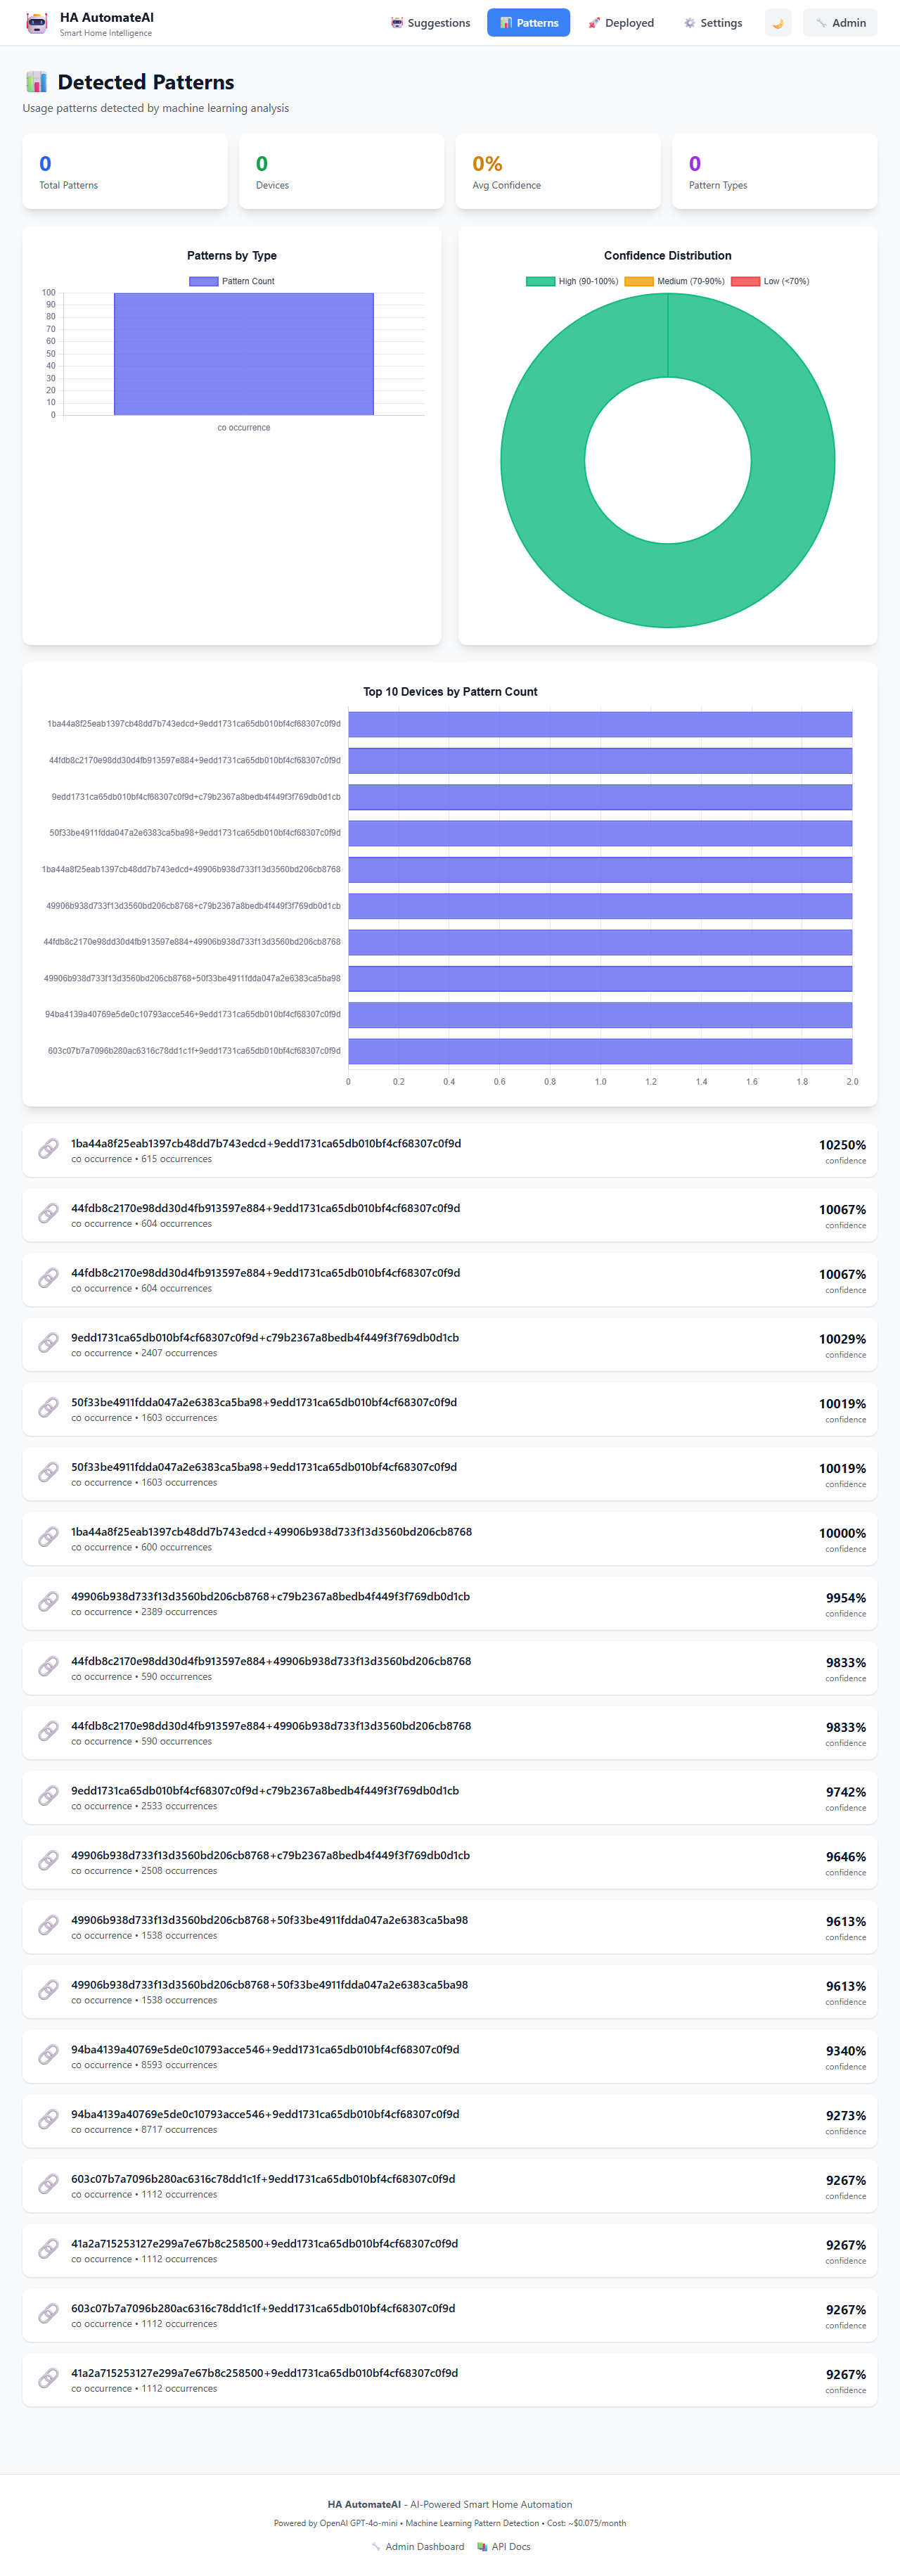 HA AutomateAI
Smart Home Intelligence
Suggestions
Patterns
Deployed
Settings
Admin
Detected Patterns
Usage patterns detected by machine learning analysis
0
Total Patterns
0
Devices
0%
Avg Confidence
0
Pattern Types
Patterns by Type
Pattern Count
100
90
80
70
60
50
40
30
20
10
0
co occurrence
Confidence Distribution
High (90-100%)
Medium (70-90%)
Low (<70%)
Top 10 Devices by Pattern Count
1ba44a8f25eab1397cb48dd7b743edcd+9edd1731ca65db010bf4cf68307c0f9d
44fdb8c2170e98dd30d4fb913597e884+9edd1731ca65db010bf4cf68307c0f9d
9edd1731ca65db010bf4cf68307c0f9d+c79b2367a8bedb4f449f3f769db0d1cb
50f33be4911fdda047a2e6383ca5ba98+9edd1731ca65db010bf4cf68307c0f9d
1ba44a8f25eab1397cb48dd7b743edcd+49906b938d733f13d3560bd206cb8768
49906b938d733f13d3560bd206cb8768+c79b2367a8bedb4f449f3f769db0d1cb
44fdb8c2170e98dd30d4fb913597e884+49906b938d733f13d3560bd206cb8768
49906b938d733f13d3560bd206cb8768+50f33be4911fdda047a2e6383ca5ba98
94ba4139a40769e5de0c10793acce546+9edd1731ca65db010bf4cf68307c0f9d
603c07b7a7096b280ac6316c78dd1c1f+9edd1731ca65db010bf4cf68307c0f9d
0 0.2 0.4 0.6 0.8 1.0 1.2 1.4 1.6 1.8 2.0
1ba44a8f25eab1397cb48dd7b743edcd+9edd1731ca65db010bf4cf68307c0f9d
co occurrence • 615 occurrences
10250%
confidence
44fdb8c2170e98dd30d4fb913597e884+9edd1731ca65db010bf4cf68307c0f9d
co occurrence • 604 occurrences
10067%
confidence
44fdb8c2170e98dd30d4fb913597e884+9edd1731ca65db010bf4cf68307c0f9d
co occurrence • 604 occurrences
10067%
confidence
9edd1731ca65db010bf4cf68307c0f9d+c79b2367a8bedb4f449f3f769db0d1cb
co occurrence • 2407 occurrences
10029%
confidence
50f33be4911fdda047a2e6383ca5ba98+9edd1731ca65db010bf4cf68307c0f9d
co occurrence • 1603 occurrences
10019%
confidence
50f33be4911fdda047a2e6383ca5ba98+9edd1731ca65db010bf4cf68307c0f9d
co occurrence • 1603 occurrences
10019%
confidence
1ba44a8f25eab1397cb48dd7b743edcd+49906b938d733f13d3560bd206cb8768
co occurrence • 600 occurrences
10000%
confidence
49906b938d733f13d3560bd206cb8768+c79b2367a8bedb4f449f3f769db0d1cb
co occurrence • 2389 occurrences
9954%
confidence
44fdb8c2170e98dd30d4fb913597e884+49906b938d733f13d3560bd206cb8768
co occurrence • 590 occurrences
9833%
confidence
44fdb8c2170e98dd30d4fb913597e884+49906b938d733f13d3560bd206cb8768
co occurrence • 590 occurrences
9833%
confidence
9edd1731ca65db010bf4cf68307c0f9d+c79b2367a8bedb4f449f3f769db0d1cb
co occurrence • 2533 occurrences
9742%
confidence
49906b938d733f13d3560bd206cb8768+c79b2367a8bedb4f449f3f769db0d1cb
co occurrence • 2508 occurrences
9646%
confidence
49906b938d733f13d3560bd206cb8768+50f33be4911fdda047a2e6383ca5ba98
co occurrence • 1538 occurrences
9613%
confidence
49906b938d733f13d3560bd206cb8768+50f33be4911fdda047a2e6383ca5ba98
co occurrence • 1538 occurrences
9613%
confidence
94ba4139a40769e5de0c10793acce546+9edd1731ca65db010bf4cf68307c0f9d
co occurrence • 8593 occurrences
9340%
confidence
94ba4139a40769e5de0c10793acce546+9edd1731ca65db010bf4cf68307c0f9d
co occurrence • 8717 occurrences
9273%
confidence
603c07b7a7096b280ac6316c78dd1c1f+9edd1731ca65db010bf4cf68307c0f9d
co occurrence • 1112 occurrences
9267%
confidence
41a2a715253127e299a7e67b8c258500+9edd1731ca65db010bf4cf68307c0f9d
co occurrence • 1112 occurrences
9267%
confidence
603c07b7a7096b280ac6316c78dd1c1f+9edd1731ca65db010bf4cf68307c0f9d
co occurrence • 1112 occurrences
9267%
confidence
41a2a715253127e299a7e67b8c258500+9edd1731ca65db010bf4cf68307c0f9d
co occurrence • 1112 occurrences
9267%
confidence
HA AutomateAI - AI-Powered Smart Home Automation
Powered by OpenAI GPT-4o-mini • Machine Learning Pattern Detection • Cost: ~$0.075/month
Admin Dashboard
API Docs